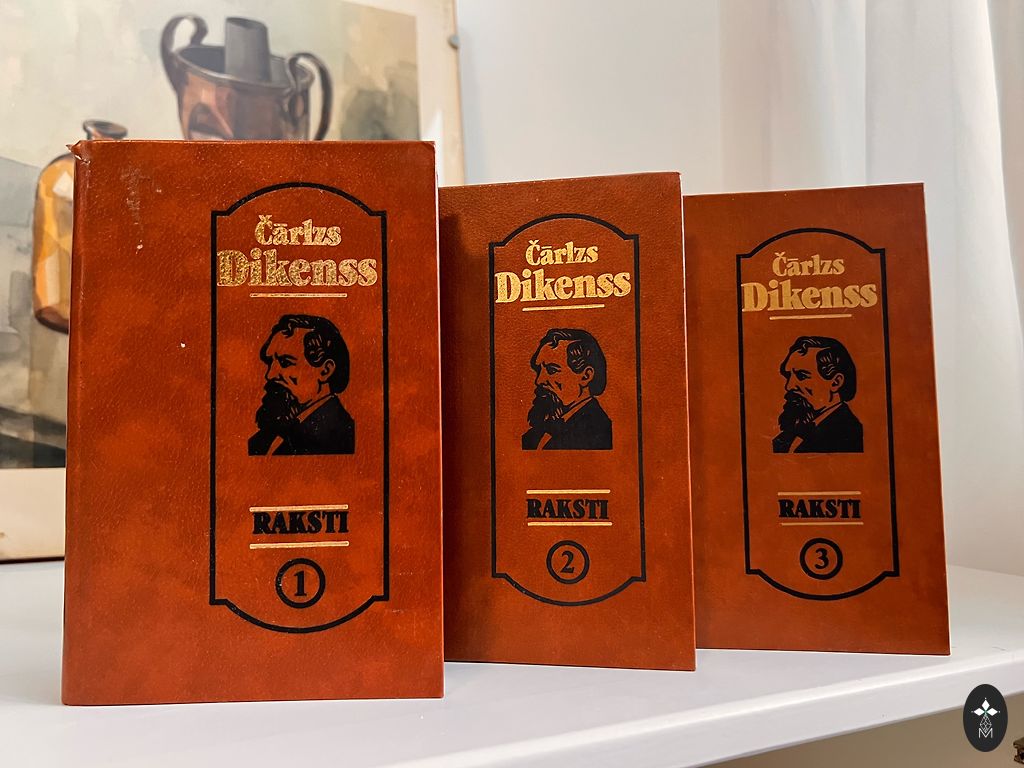 Čārlzs
Dikenss
RAKSTI
1
Čārlzs
Dikenss
RAKSTI
2
Čārlzs
Dikenss
RAKSTI
3
M